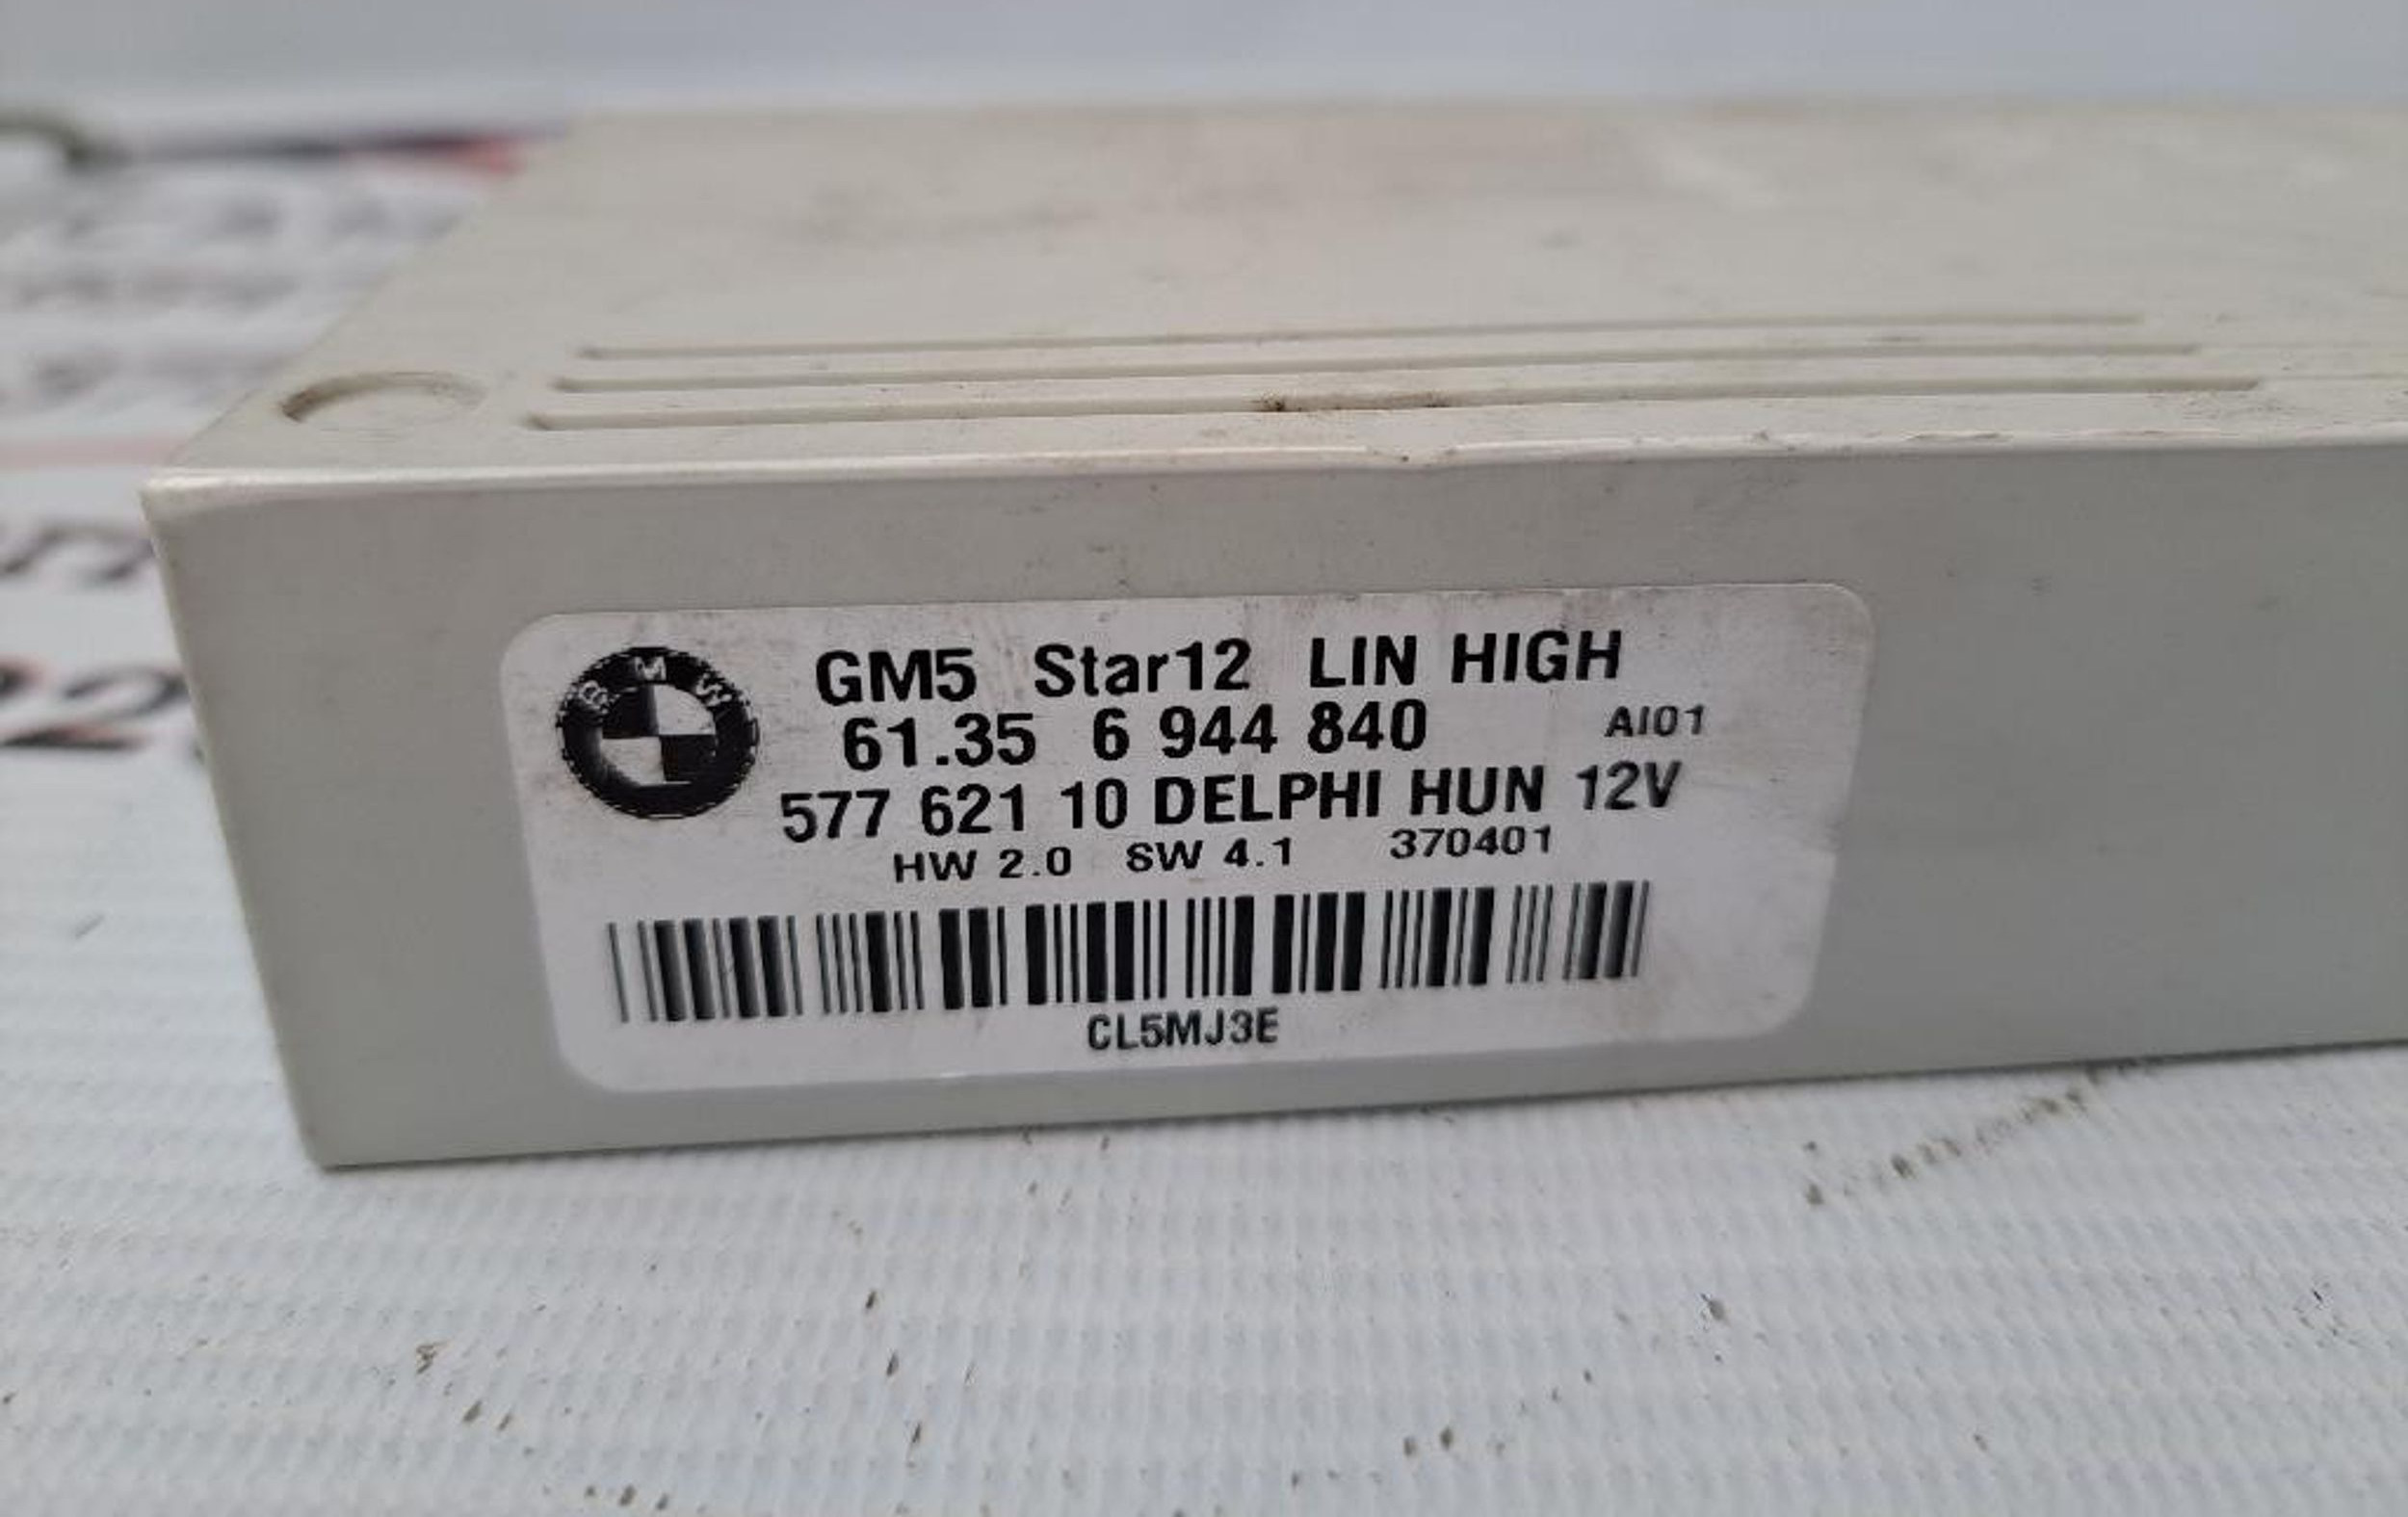 BMW
GM5 Star12 LIN HIGH
61.35 6 944 840 AI01
577 621 10 DELPHI HUN 12V
HW 2.0 SW 4.1 370401
CL5MJ3E